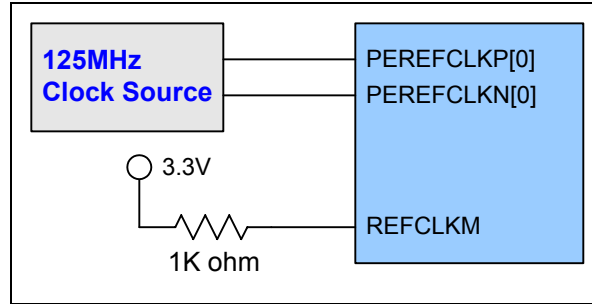 125MHz
Clock Source
PEREFCLKP[0]
PEREFCLKN[0]
3.3V
REFCLKM
1K ohm